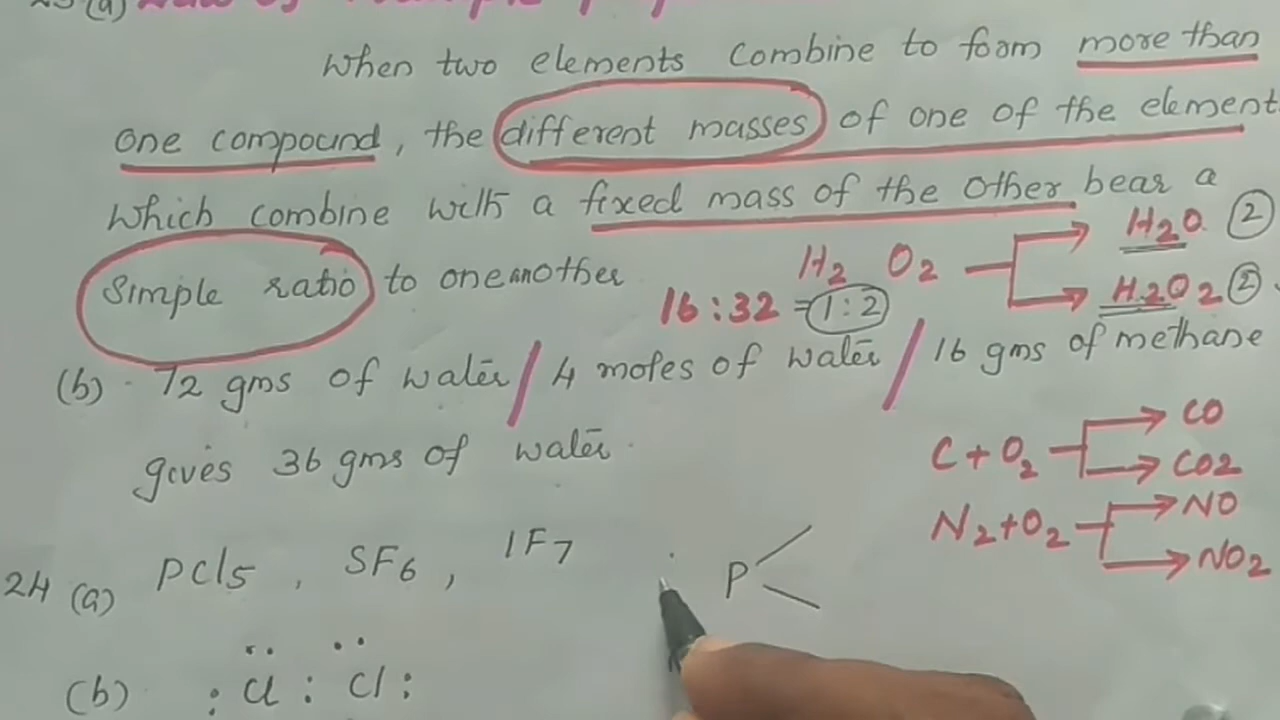 23 (a) Law of
When two elements combine to form more than
one compound, the different masses of one of the element
which combine with a fixed mass of the other bear a
simple ratio to one another
H2 O2 H2O 2
16:32 = 1:2 H2O2 2
(b) 72 gms of water / 4 moles of water / 16 gms of methane
gives 36 gms of water.
C + O2 CO
CO2
N2 + O2 NO
NO2
24 (a) PCl5, SF6, IF7
P
(b) : Cl : Cl :